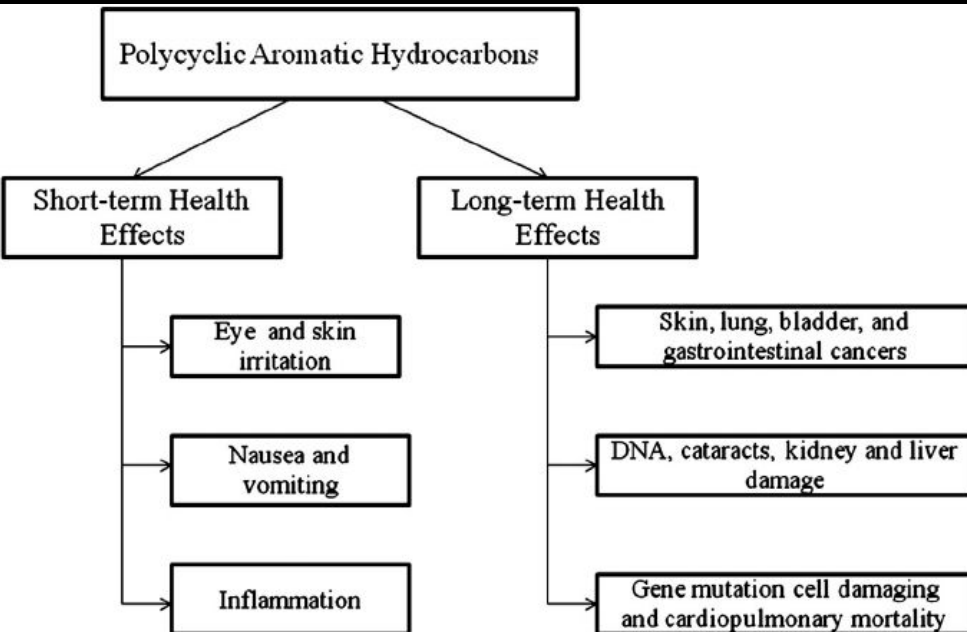 Polycyclic Aromatic Hydrocarbons
Short-term Health
Effects
Long-term Health
Effects
Eye and skin
irritation
Skin, lung, bladder, and
gastrointestinal cancers
Nausea and
vomiting
DNA, cataracts, kidney and liver
damage
Inflammation
Gene mutation cell damaging
and cardiopulmonary mortality